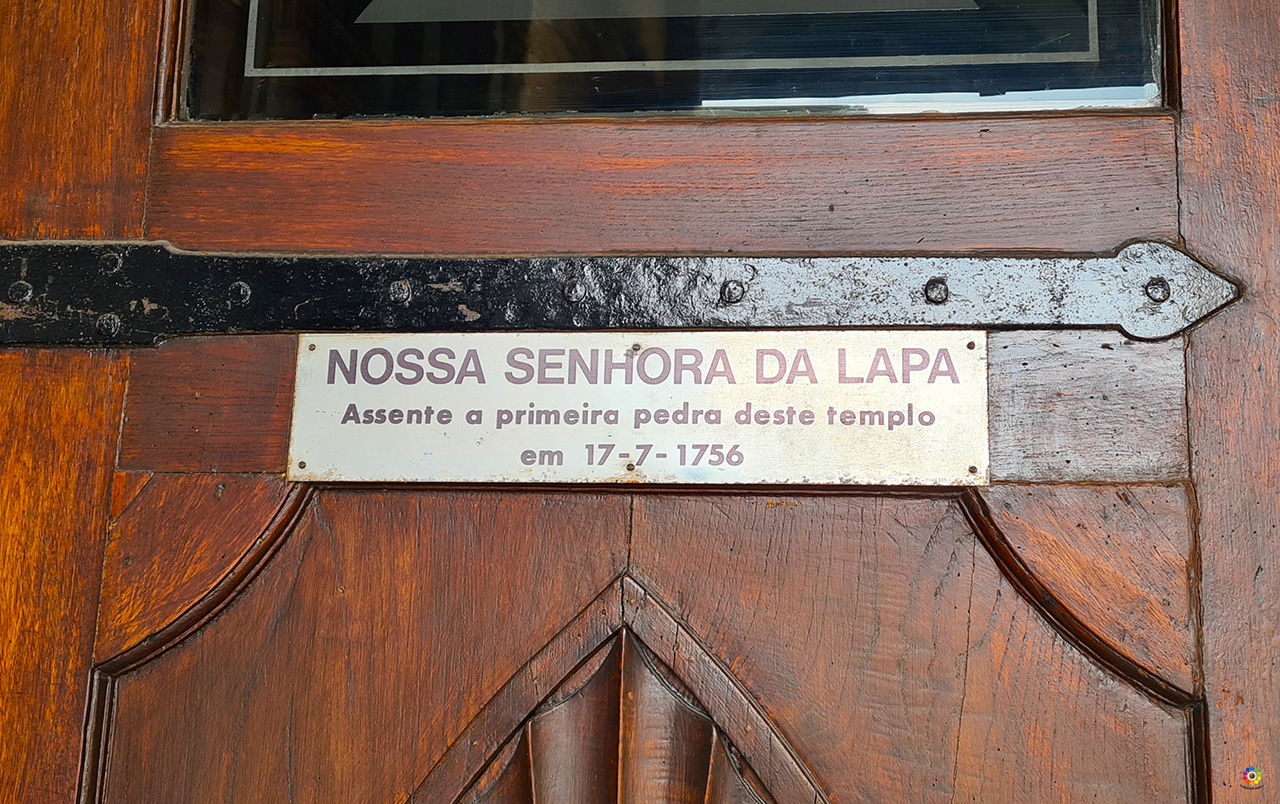 NOSSA SENHORA DA LAPA
Assente a primeira pedra deste templo
em 17-7-1756